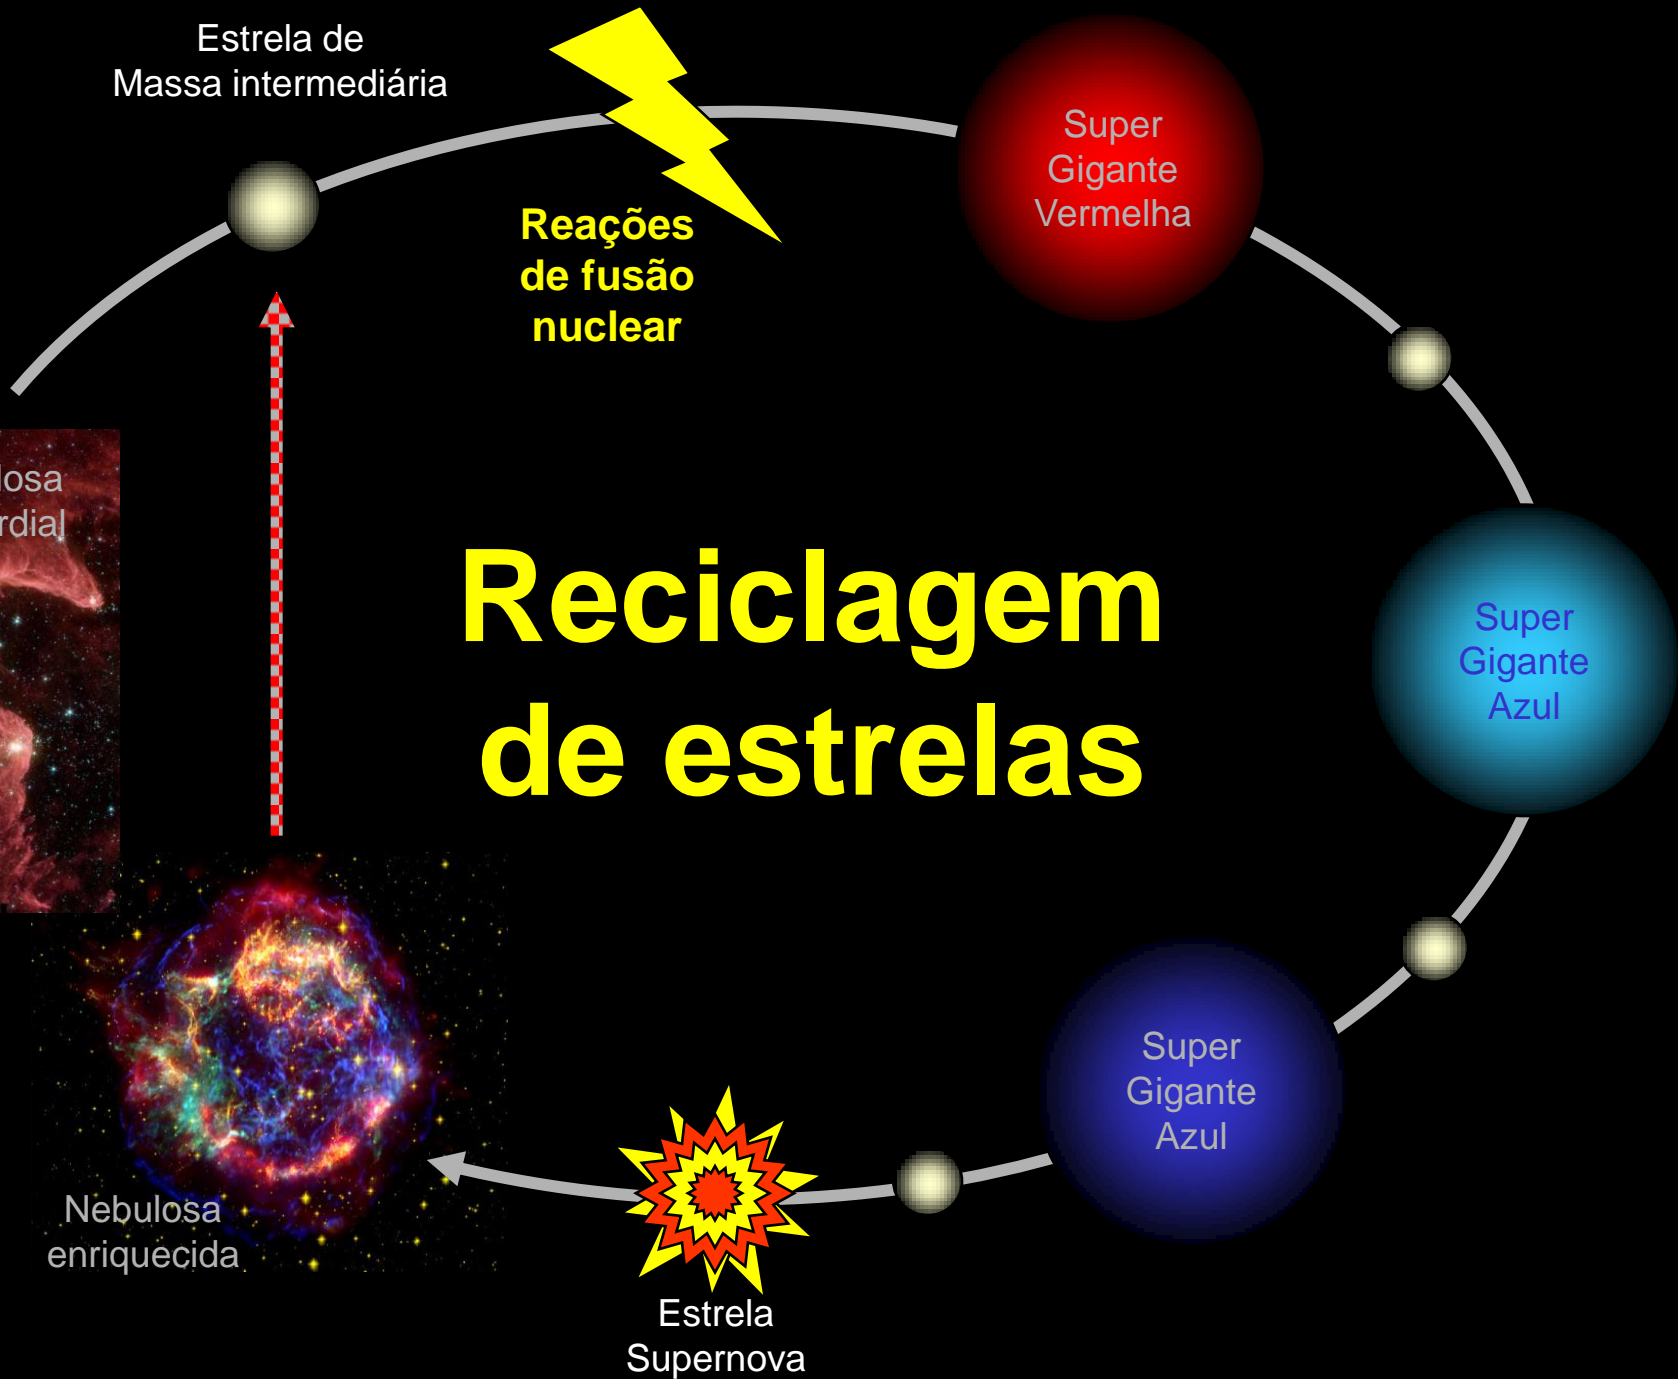 Estrela de
Massa intermediária
Reações
de fusão
nuclear
Super
Gigante
Vermelha
Super
Gigante
Azul
Super
Gigante
Azul
Estrela
Supernova
Nebulosa
enriquecida
Reciclagem
de estrelas